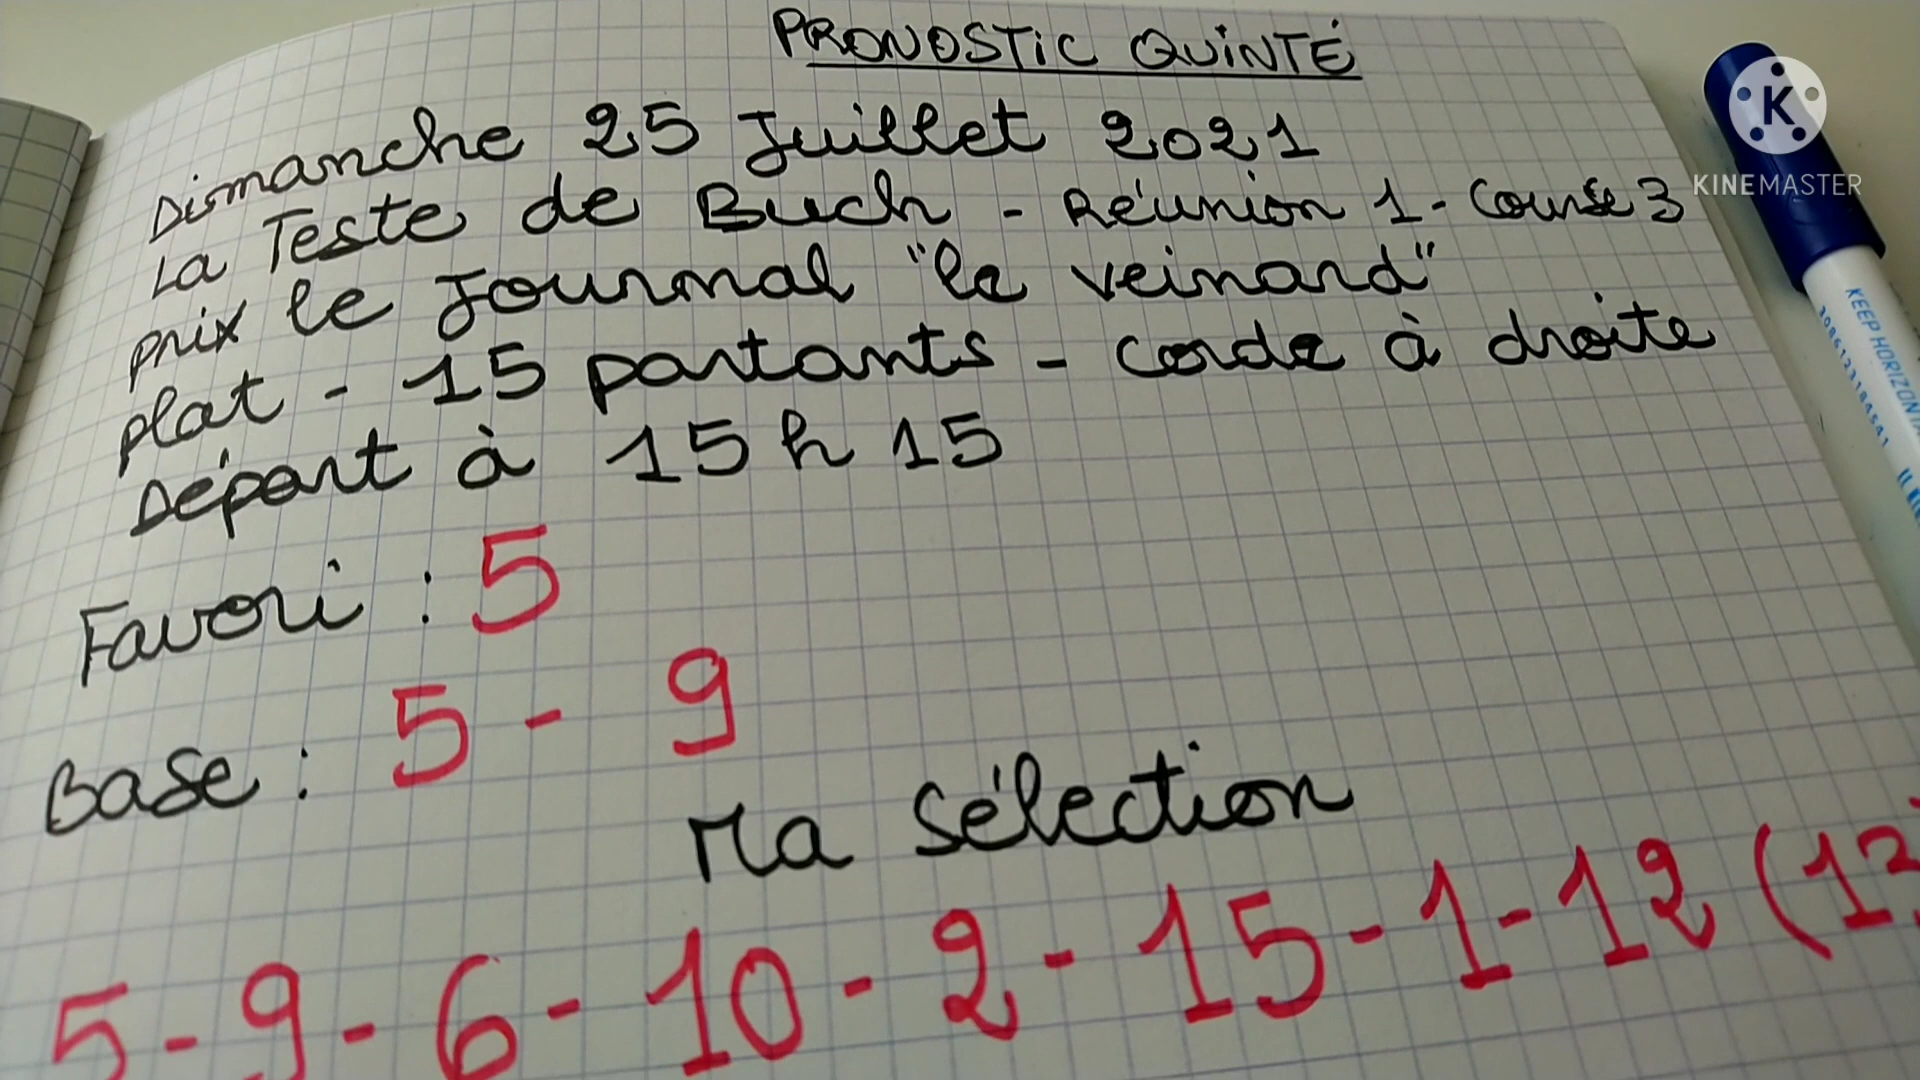 PRONOSTIC QUINTÉ
Dimanche 25 Juillet 2021
La Teste de Buch - Réunion 1 - Course 3
prix le Journal "le veinard"
plat - 15 partants - corde à droite
Départ à 15 h 15
Favori : 5
Base : 5 - 9
Ma sélection
5 - 9 - 6 - 10 - 2 - 15 - 1 - 12 (13
K
KINEMASTER
KEEP HORIZON